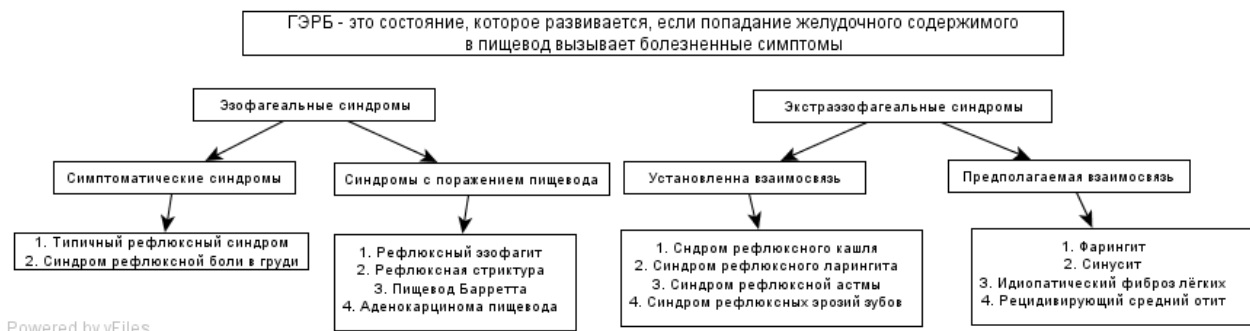 ГЭРБ - это состояние, которое развивается, если попадание желудочного содержимого
в пищевод вызывает болезненные симптомы
Эзофагеальные синдромы
Экстраэзофагеальные синдромы
Симптоматические синдромы
Синдромы с поражением пищевода
Установленна взаимосвязь
Предполагаемая взаимосвязь
1. Типичный рефлюксный синдром
2. Синдром рефлюксной боли в груди
1. Рефлюксный эзофагит
2. Рефлюксная стриктура
3. Пищевод Барретта
4. Аденокарцинома пищевода
1. Сндром рефлюксного кашля
2. Синдром рефлюксного ларингита
3. Синдром рефлюксной астмы
4. Синдром рефлюксных эрозий зубов
1. Фарингит
2. Синусит
3. Идиопатический фиброз лёгких
4. Рецидивирующий средний отит
Powered by yFiles